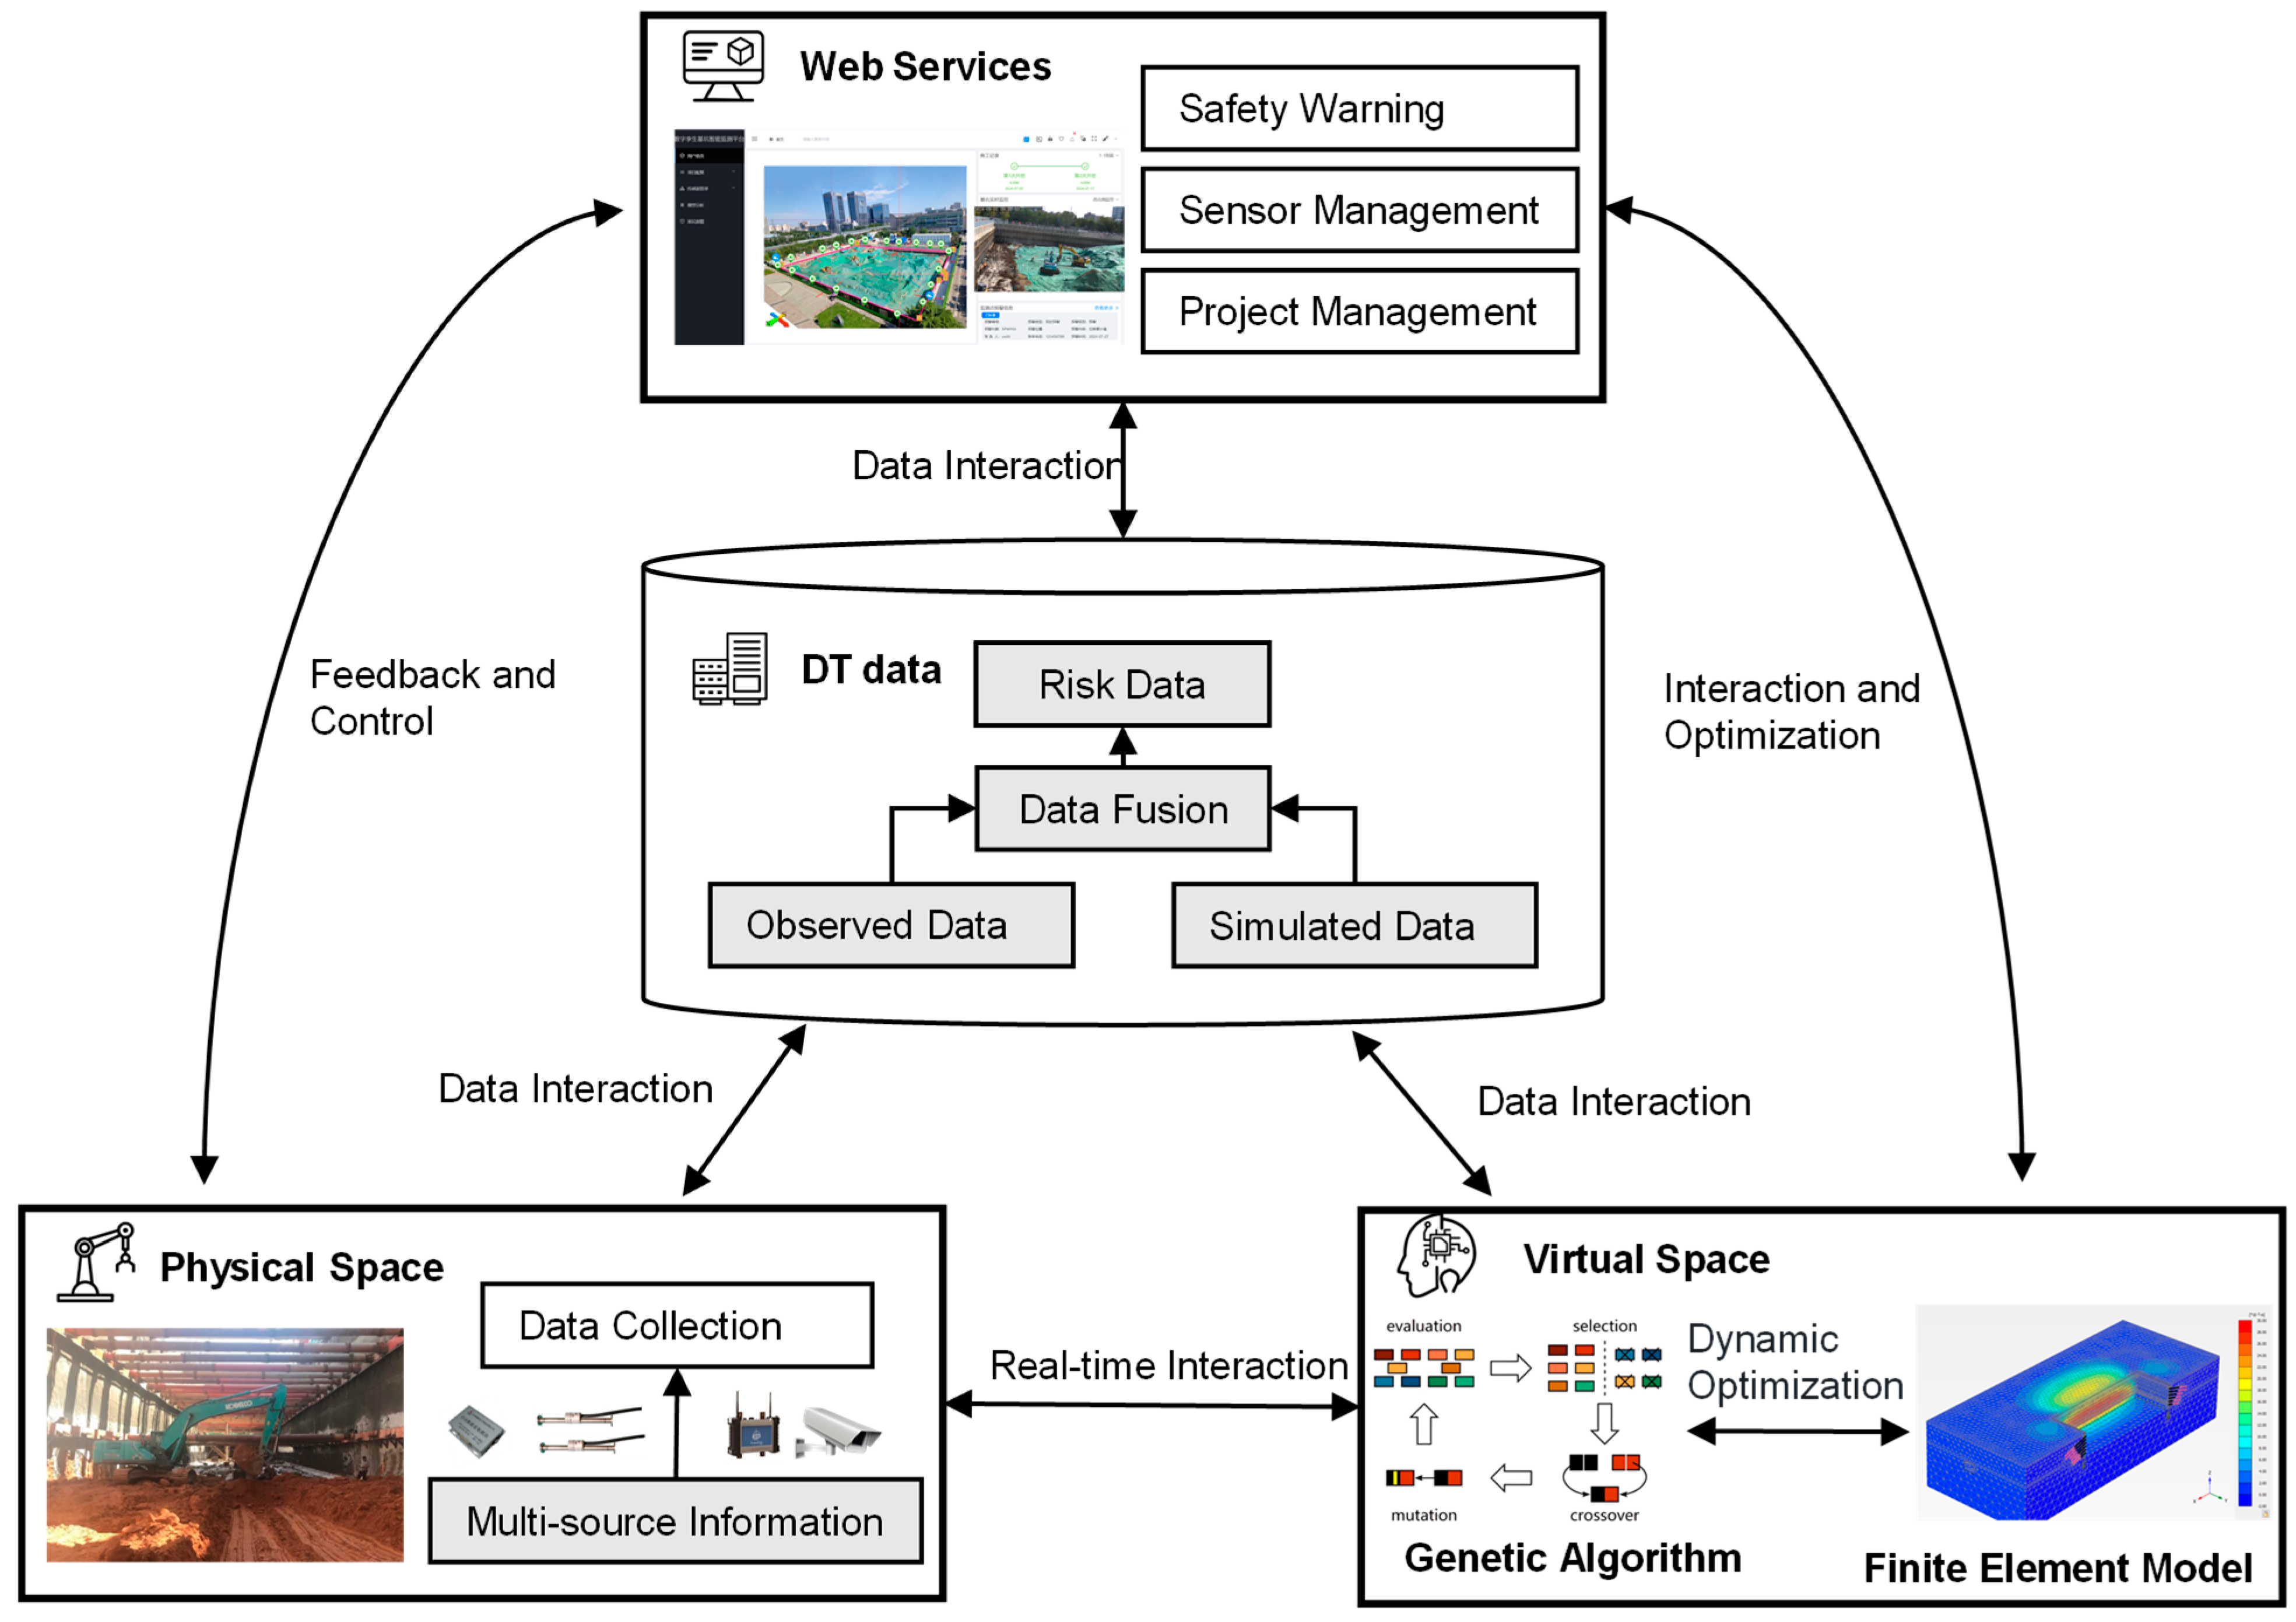 Web Services
Safety Warning
Sensor Management
Project Management
Data Interaction
DT data
Risk Data
Data Fusion
Observed Data
Simulated Data
Feedback and
Control
Interaction and
Optimization
Data Interaction
Data Interaction
Physical Space
Data Collection
Multi-source Information
Real-time Interaction
Virtual Space
evaluation
selection
mutation
crossover
Dynamic
Optimization
Genetic Algorithm
Finite Element Model